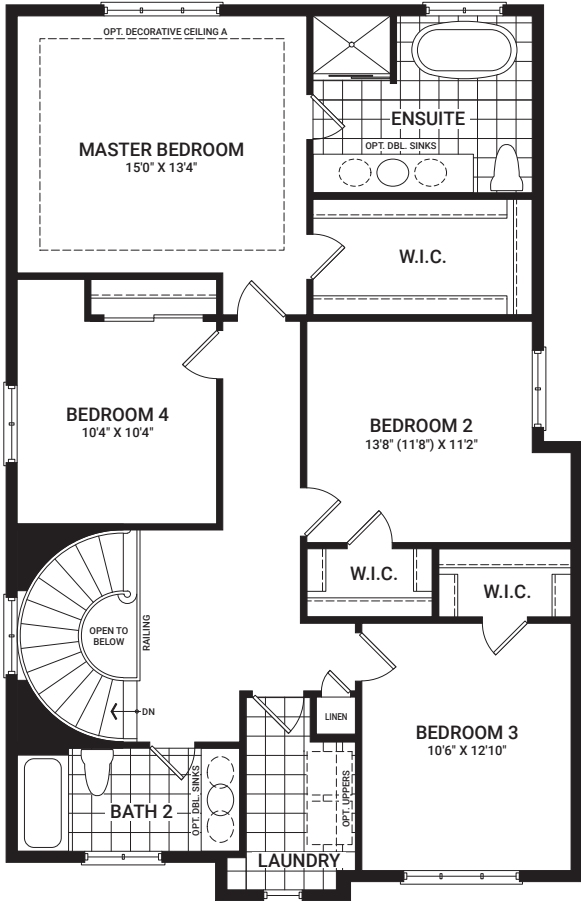 OPT. DECORATIVE CEILING A
MASTER BEDROOM
15'0" X 13'4"
ENSUITE
OPT. DBL. SINKS
W.I.C.
BEDROOM 4
10'4" X 10'4"
BEDROOM 2
13'8" (11'8") X 11'2"
W.I.C.
W.I.C.
OPEN TO
BELOW
RAILING
DN
LINEN
BEDROOM 3
10'6" X 12'10"
BATH 2
OPT. DBL. SINKS
OPT. UPPERS
LAUNDRY